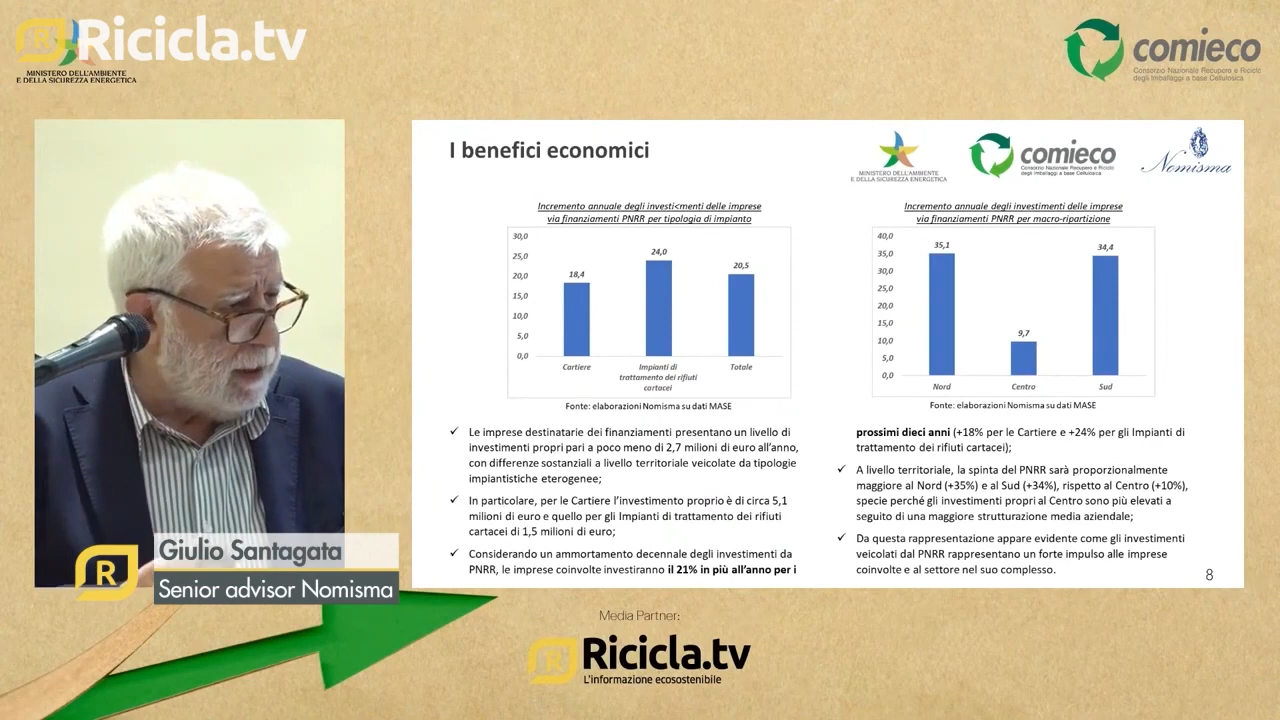 Ricicla.tv
MINISTERO DELL'AMBIENTE
E DELLA SICUREZZA ENERGETICA
comieco
Consorzio Nazionale Recupero e Riciclo
degli Imballaggi a base Cellulosica
I benefici economici
MINISTERO DELL'AMBIENTE
E DELLA SICUREZZA ENERGETICA
comieco
Consorzio Nazionale Recupero e Riciclo
degli Imballaggi a base Cellulosica
Nomisma
Incremento annuale degli investi<menti delle imprese
via finanziamenti PNRR per tipologia di impianto
30,0
25,0
20,0
15,0
10,0
5,0
0,0
18,4
24,0
20,5
Cartiere
Impianti di
trattamento dei rifiuti
cartacei
Totale
Fonte: elaborazioni Nomisma su dati MASE
Incremento annuale degli investimenti delle imprese
via finanziamenti PNRR per macro-ripartizione
40,0
35,0
30,0
25,0
20,0
15,0
10,0
5,0
0,0
35,1
9,7
34,4
Nord
Centro
Sud
Fonte: elaborazioni Nomisma su dati MASE
✓ Le imprese destinatarie dei finanziamenti presentano un livello di
investimenti propri pari a poco meno di 2,7 milioni di euro all'anno,
con differenze sostanziali a livello territoriale veicolate da tipologie
impiantistiche eterogenee;
✓ In particolare, per le Cartiere l'investimento proprio è di circa 5,1
milioni di euro e quello per gli Impianti di trattamento dei rifiuti
cartacei di 1,5 milioni di euro;
✓ Considerando un ammortamento decennale degli investimenti da
PNRR, le imprese coinvolte investiranno il 21% in più all'anno per i
prossimi dieci anni (+18% per le Cartiere e +24% per gli Impianti di
trattamento dei rifiuti cartacei);
✓ A livello territoriale, la spinta del PNRR sarà proporzionalmente
maggiore al Nord (+35%) e al Sud (+34%), rispetto al Centro (+10%),
specie perché gli investimenti propri al Centro sono più elevati a
seguito di una maggiore strutturazione media aziendale;
✓ Da questa rappresentazione appare evidente come gli investimenti
veicolati dal PNRR rappresentano un forte impulso alle imprese
coinvolte e al settore nel suo complesso.
8
R
Giulio Santagata
Senior advisor Nomisma
Media Partner:
R
Ricicla.tv
L'informazione ecosostenibile